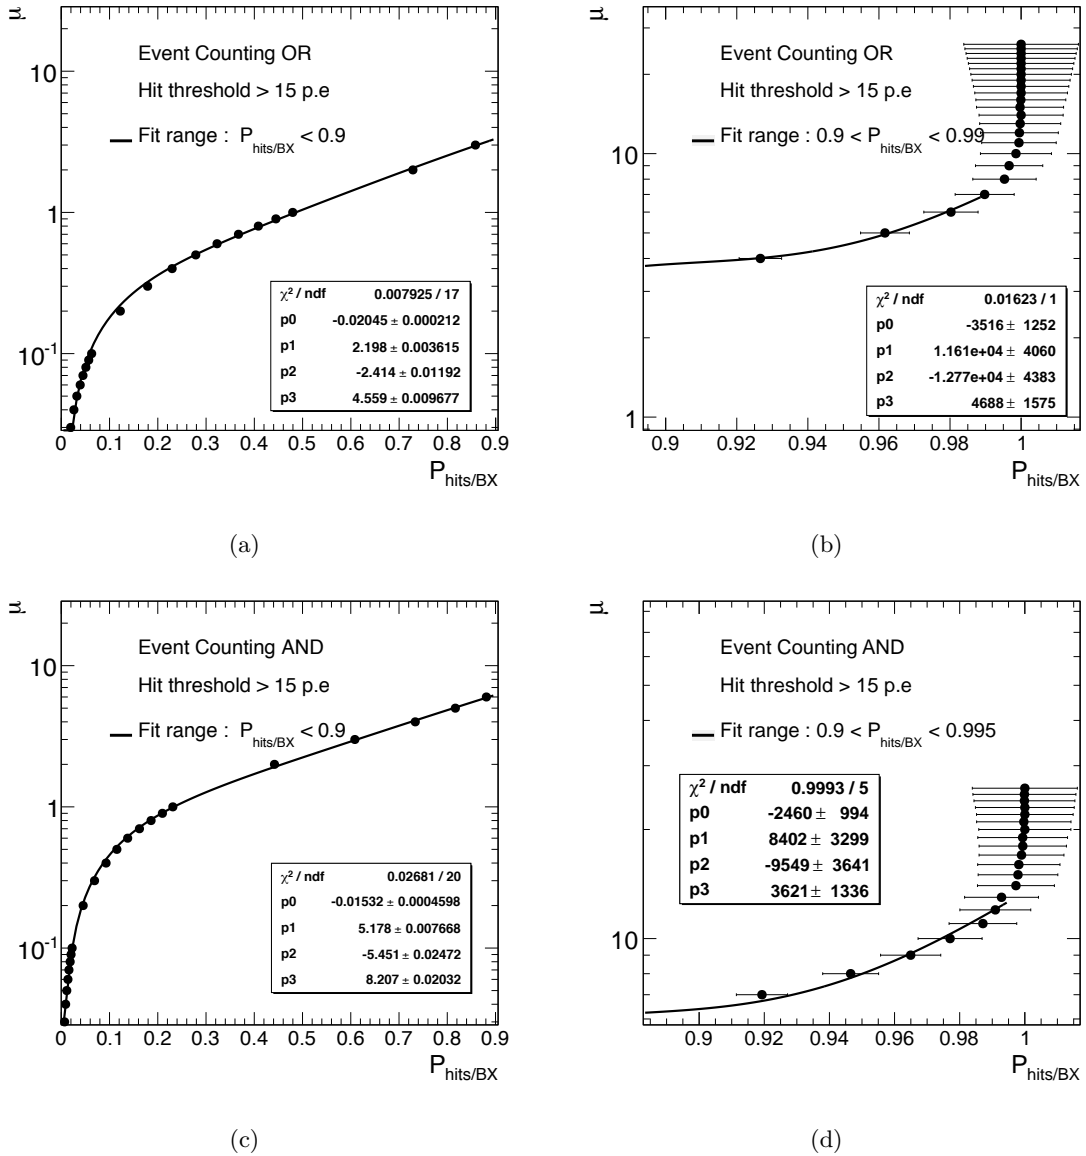 μ
10
1
10⁻¹
Event Counting OR
Hit threshold > 15 p.e
Fit range : P_hits/BX < 0.9
χ² / ndf 0.007925 / 17
p0 -0.02045 ± 0.000212
p1 2.198 ± 0.003615
p2 -2.414 ± 0.01192
p3 4.559 ± 0.009677
0 0.1 0.2 0.3 0.4 0.5 0.6 0.7 0.8 0.9
P_hits/BX
(a)
μ
10
1
Event Counting OR
Hit threshold > 15 p.e
Fit range : 0.9 < P_hits/BX < 0.99
χ² / ndf 0.01623 / 1
p0 -3516 ± 1252
p1 1.161e+04 ± 4060
p2 -1.277e+04 ± 4383
p3 4688 ± 1575
0.9 0.92 0.94 0.96 0.98 1
P_hits/BX
(b)
μ
10
1
10⁻¹
Event Counting AND
Hit threshold > 15 p.e
Fit range : P_hits/BX < 0.9
χ² / ndf 0.02681 / 20
p0 -0.01532 ± 0.0004598
p1 5.178 ± 0.007668
p2 -5.451 ± 0.02472
p3 8.207 ± 0.02032
0 0.1 0.2 0.3 0.4 0.5 0.6 0.7 0.8 0.9
P_hits/BX
(c)
μ
10
Event Counting AND
Hit threshold > 15 p.e
Fit range : 0.9 < P_hits/BX < 0.995
χ² / ndf 0.9993 / 5
p0 -2460 ± 994
p1 8402 ± 3299
p2 -9549 ± 3641
p3 3621 ± 1336
0.9 0.92 0.94 0.96 0.98 1
P_hits/BX
(d)